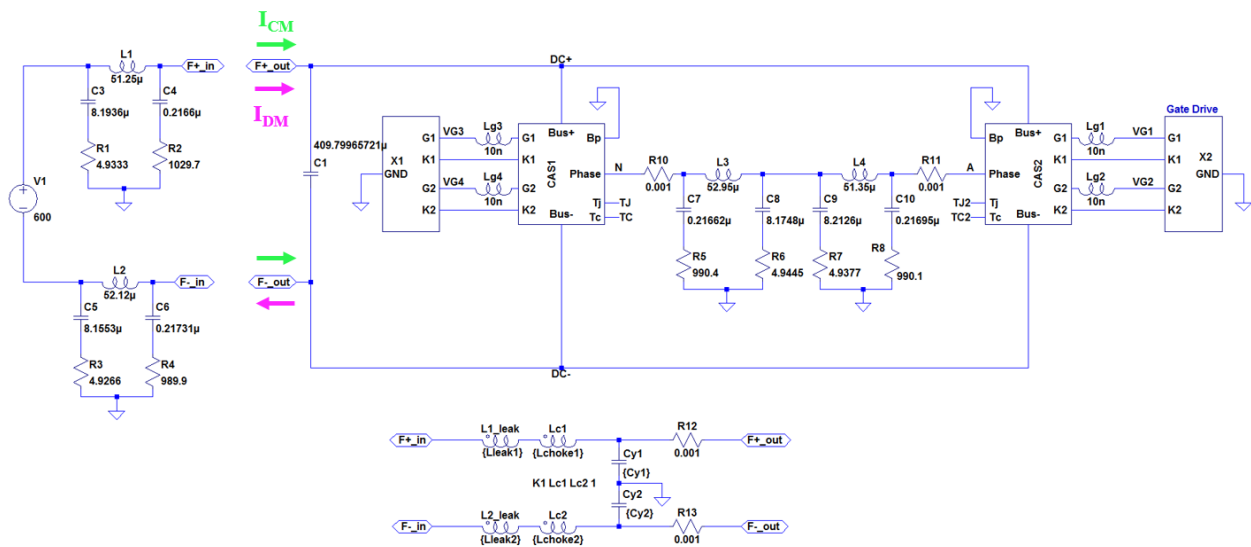 I_CM
L1
F+_in
F+_out
DC+
51.25µ
C3
C4
8.1936µ
0.2166µ
I_DM
Gate Drive
409.79965721µ
C1
X1
G1
VG3
Lg3
G1
Bus+
Bp
10n
K1
K1
CAS1
GND
G2
VG4
Lg4
G2
Phase
N
10n
K2
K2
Bus-
Tj
TJ
Tc
TC
R10
0.001
L3
52.95µ
L4
51.35µ
R11
0.001
A
Bp
Bus+
G1
Lg1
VG1
G1
10n
K1
K1
X2
Phase
CAS2
GND
G2
Lg2
VG2
G2
10n
TJ2
Tj
K2
K2
TC2
Tc
Bus-
R1
4.9333
R2
1029.7
V1
600
C7
0.21662µ
C8
8.1748µ
C9
8.2126µ
C10
0.21695µ
R5
990.4
R6
4.9445
R7
4.9377
R8
990.1
L2
F-_in
F-_out
52.12µ
C5
8.1553µ
C6
0.21731µ
R3
4.9266
R4
989.9
DC-
F+_in
L1_leak
Lc1
R12
F+_out
{Lleak1}
{Lchoke1}
0.001
Cy1
{Cy1}
K1 Lc1 Lc2 1
Cy2
{Cy2}
F-_in
L2_leak
Lc2
R13
F-_out
{Lleak2}
{Lchoke2}
0.001